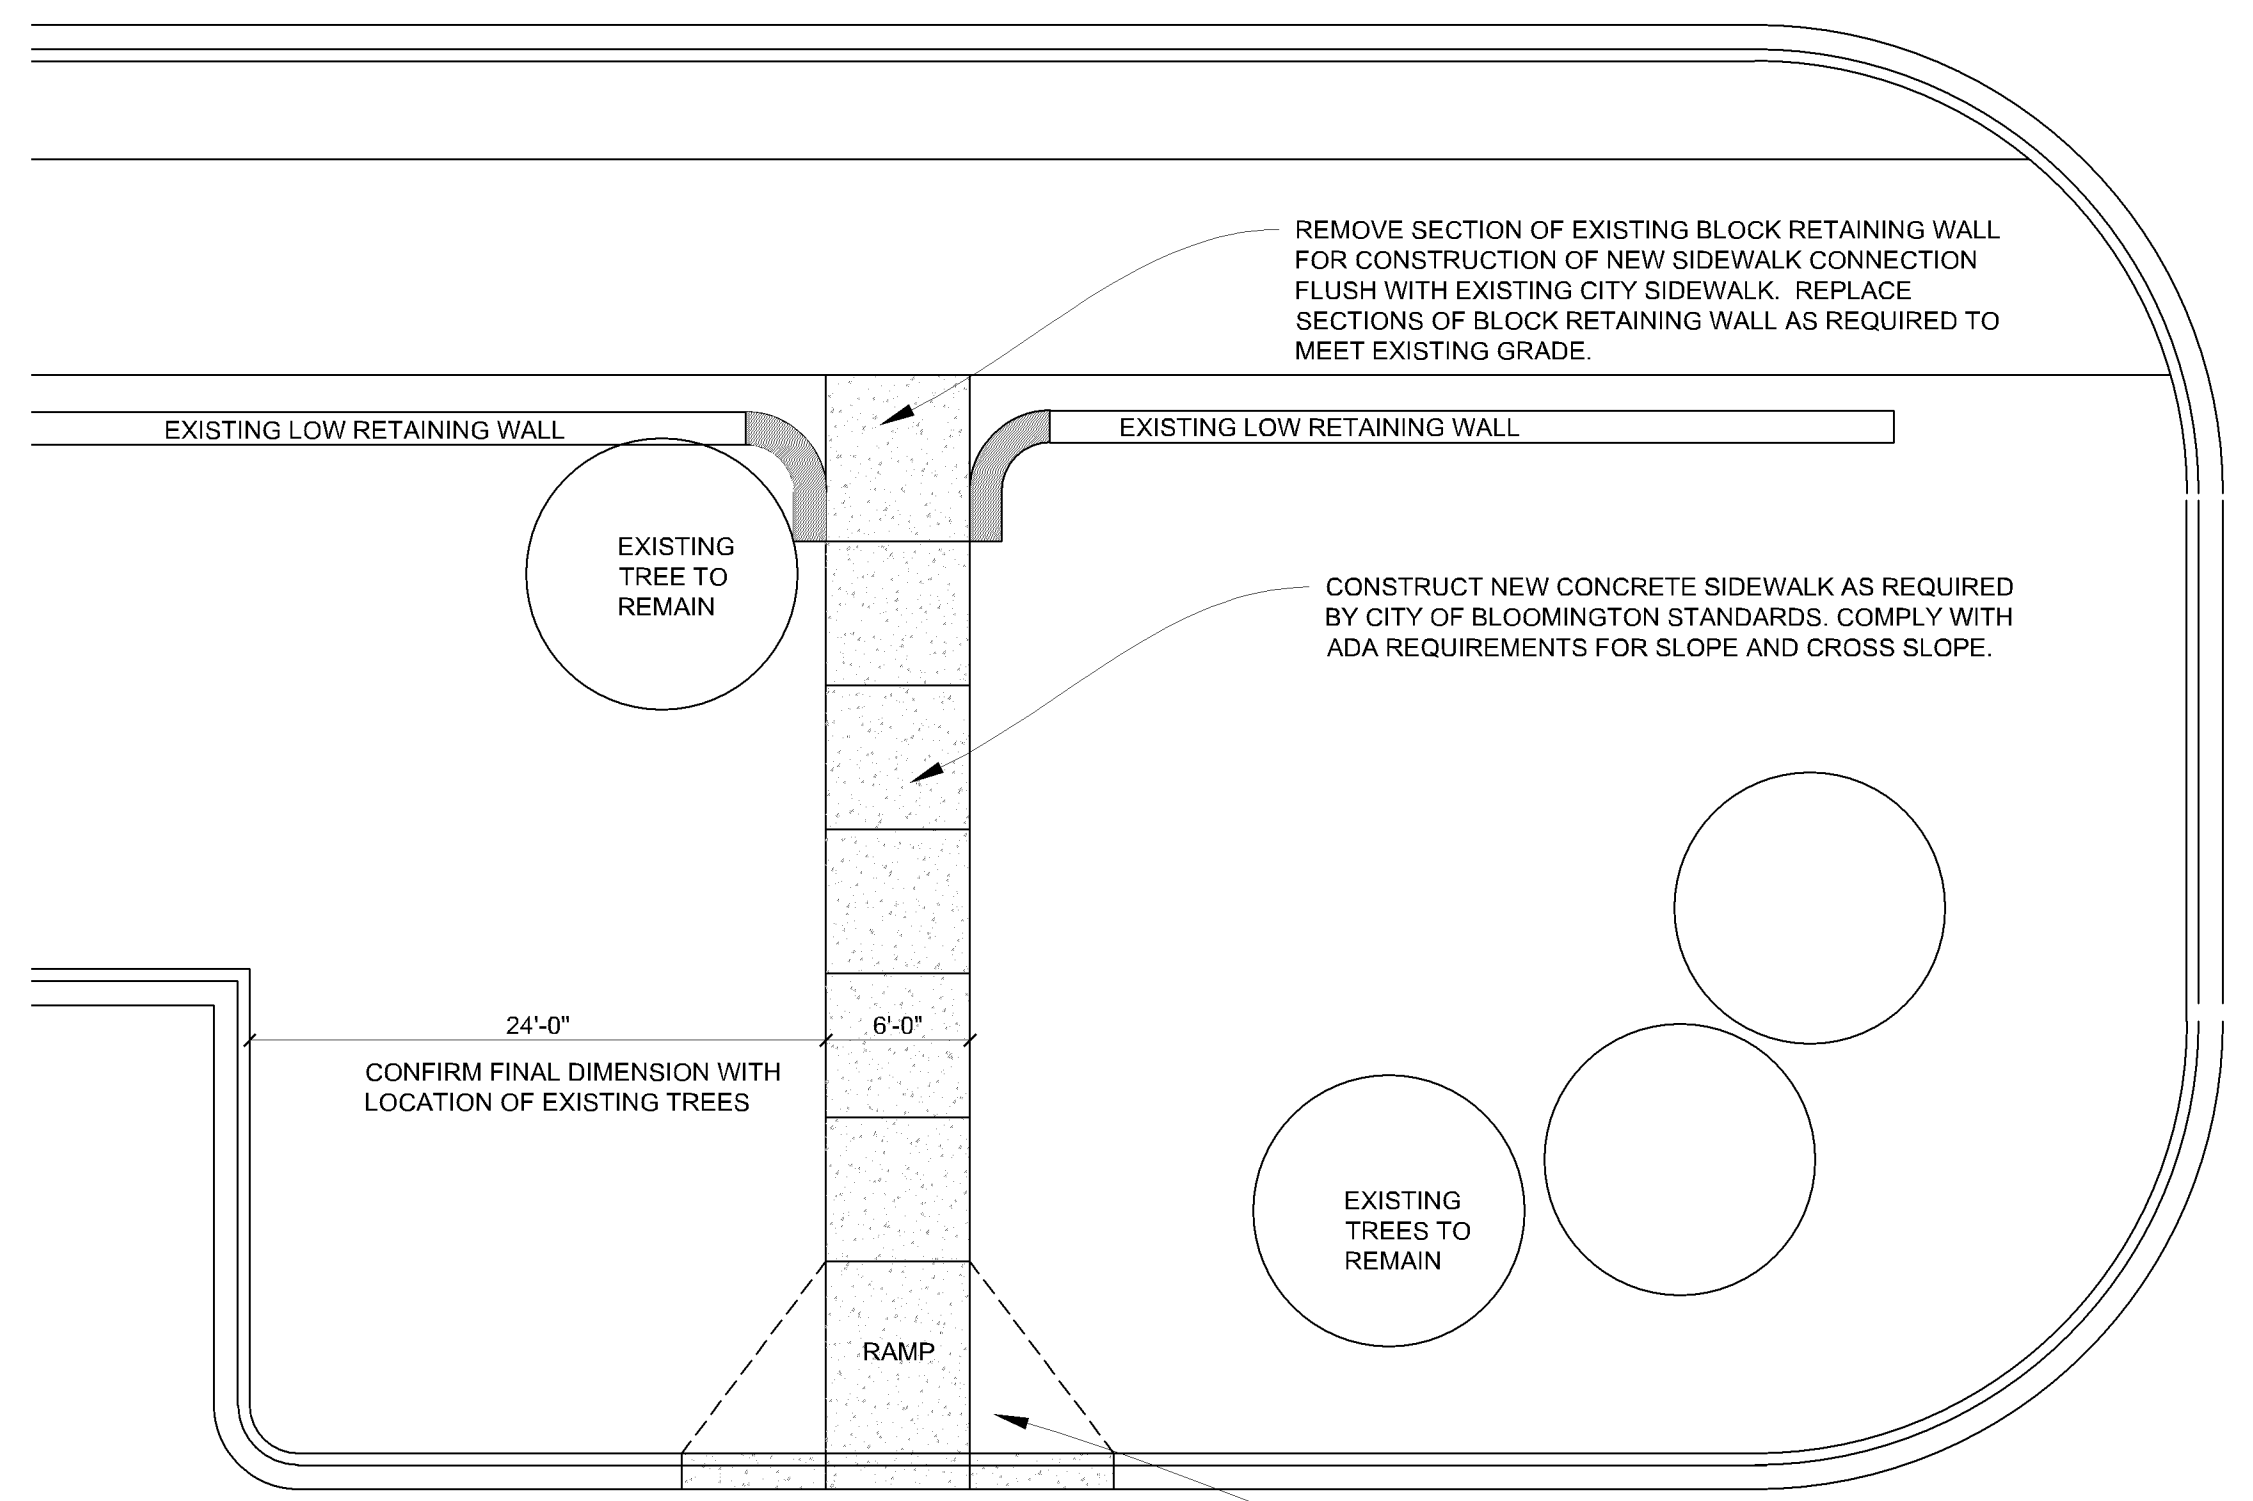 REMOVE SECTION OF EXISTING BLOCK RETAINING WALL
FOR CONSTRUCTION OF NEW SIDEWALK CONNECTION
FLUSH WITH EXISTING CITY SIDEWALK.  REPLACE
SECTIONS OF BLOCK RETAINING WALL AS REQUIRED TO
MEET EXISTING GRADE.
EXISTING LOW RETAINING WALL
EXISTING LOW RETAINING WALL
EXISTING
TREE TO
REMAIN
CONSTRUCT NEW CONCRETE SIDEWALK AS REQUIRED
BY CITY OF BLOOMINGTON STANDARDS. COMPLY WITH
ADA REQUIREMENTS FOR SLOPE AND CROSS SLOPE.
24'-0"
6'-0"
CONFIRM FINAL DIMENSION WITH
LOCATION OF EXISTING TREES
EXISTING
TREES TO
REMAIN
RAMP